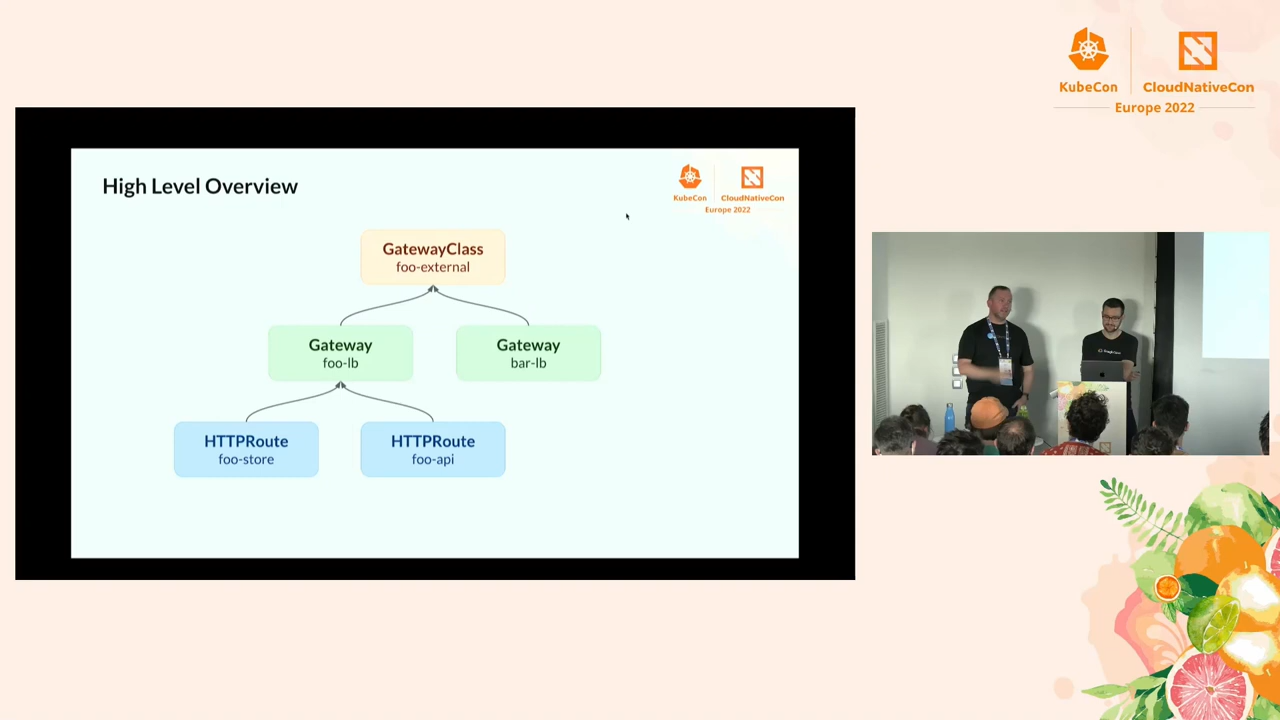 KubeCon
CloudNativeCon
Europe 2022
High Level Overview
KubeCon
CloudNativeCon
Europe 2022
GatewayClass
foo-external
Gateway
foo-lb
Gateway
bar-lb
HTTPRoute
foo-store
HTTPRoute
foo-api